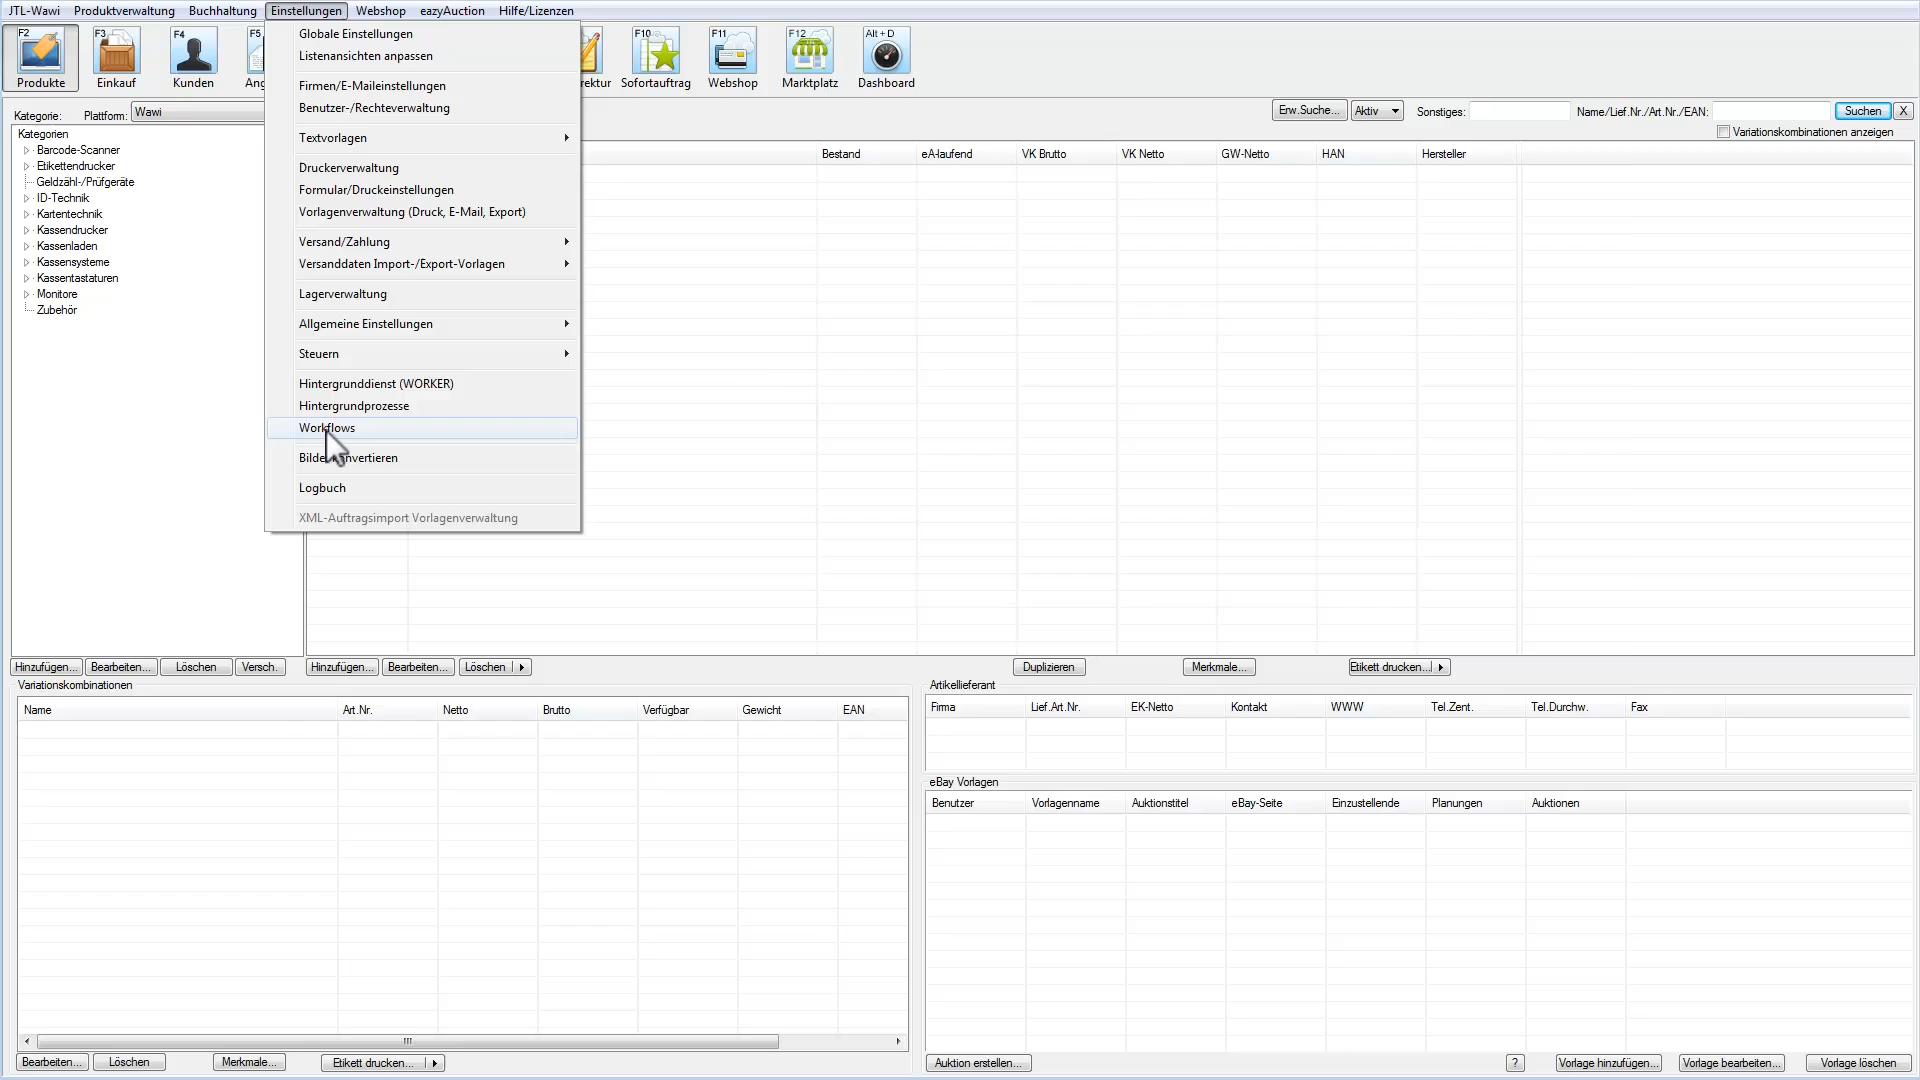 JTL-Wawi Produktverwaltung Buchhaltung Einstellungen Webshop eazyAuction Hilfe/Lizenzen
F2 F3 F4 F5 F10 F11 F12 Alt + D
Produkte Einkauf Kunden Ang rektur Sofortauftrag Webshop Marktplatz Dashboard
Globale Einstellungen
Listenansichten anpassen
Firmen/E-Maileinstellungen
Benutzer-/Rechteverwaltung
Textvorlagen
Druckerverwaltung
Formular/Druckeinstellungen
Vorlagenverwaltung (Druck, E-Mail, Export)
Versand/Zahlung
Versanddaten Import-/Export-Vorlagen
Lagerverwaltung
Allgemeine Einstellungen
Steuern
Hintergrunddienst (WORKER)
Hintergrundprozesse
Workflows
Logbuch
XML-Auftragsimport Vorlagenverwaltung
Kategorie: Plattform: Wawi
Erw.Suche... Aktiv Sonstiges: Name/Lief.Nr./Art.Nr./EAN: Suchen X
Variationskombinationen anzeigen
Kategorien
Barcode-Scanner
Etikettendrucker
Geldzähl-/Prüfgeräte
ID-Technik
Kartentechnik
Kassendrucker
Kassenladen
Kassensysteme
Kassentastaturen
Monitore
Zubehör
Bestand eA-laufend VK Brutto VK Netto GW-Netto HAN Hersteller
Hinzufügen... Bearbeiten... Löschen Versch. Hinzufügen... Bearbeiten... Löschen Duplizieren Merkmale... Etikett drucken...
Variationskombinationen
Name Art.Nr. Netto Brutto Verfügbar Gewicht EAN
Bearbeiten... Löschen Merkmale... Etikett drucken...
Artikellieferant
Firma Lief.Art.Nr. EK-Netto Kontakt WWW Tel.Zent. Tel.Durchw. Fax
eBay Vorlagen
Benutzer Vorlagenname Auktionstitel eBay-Seite Einzustellende Planungen Auktionen
Auktion erstellen... ? Vorlage hinzufügen... Vorlage bearbeiten... Vorlage löschen